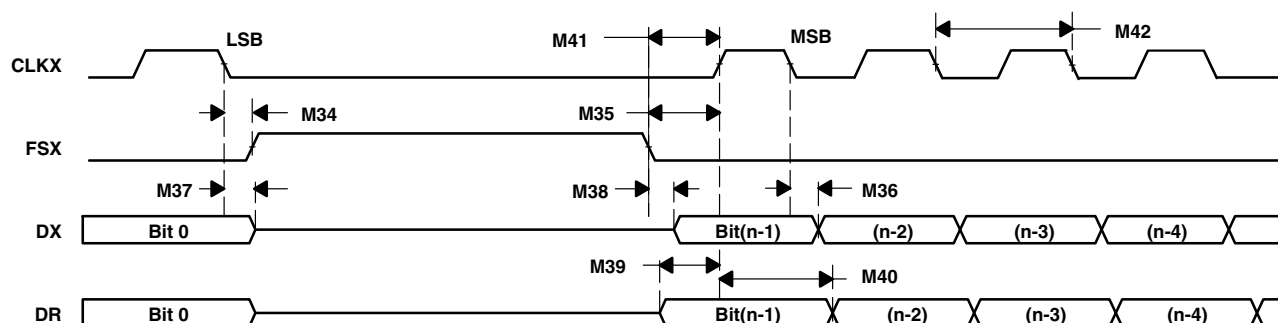 LSB
M41
MSB
M42
CLKX
M34
M35
FSX
M37
M38
M36
DX
Bit 0
Bit(n-1)
(n-2)
(n-3)
(n-4)
M39
M40
DR
Bit 0
Bit(n-1)
(n-2)
(n-3)
(n-4)